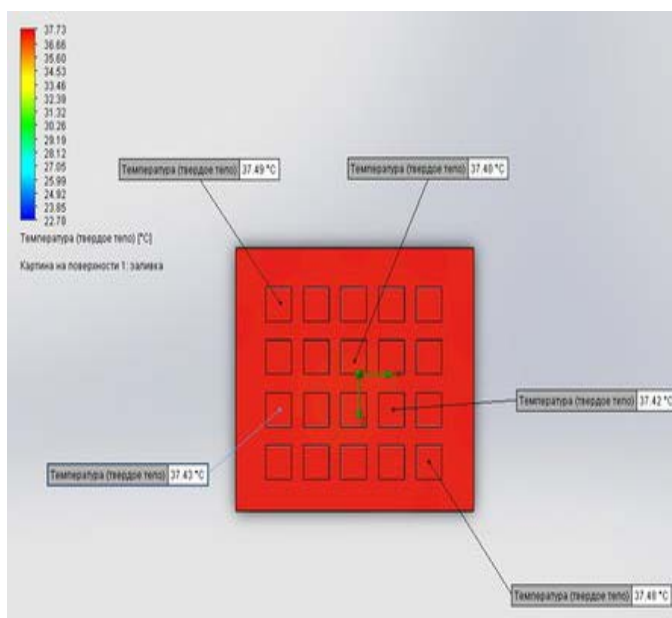 37.73
36.66
35.60
34.53
33.46
32.39
31.32
30.26
29.19
28.12
27.05
25.99
24.92
23.85
22.78
Температура (твердое тело) [°C]
Картина на поверхности 1: заливка
Температура (твердое тело) 37.49 °C
Температура (твердое тело) 37.40 °C
Температура (твердое тело) 37.42 °C
Температура (твердое тело) 37.43 °C
Температура (твердое тело) 37.48 °C